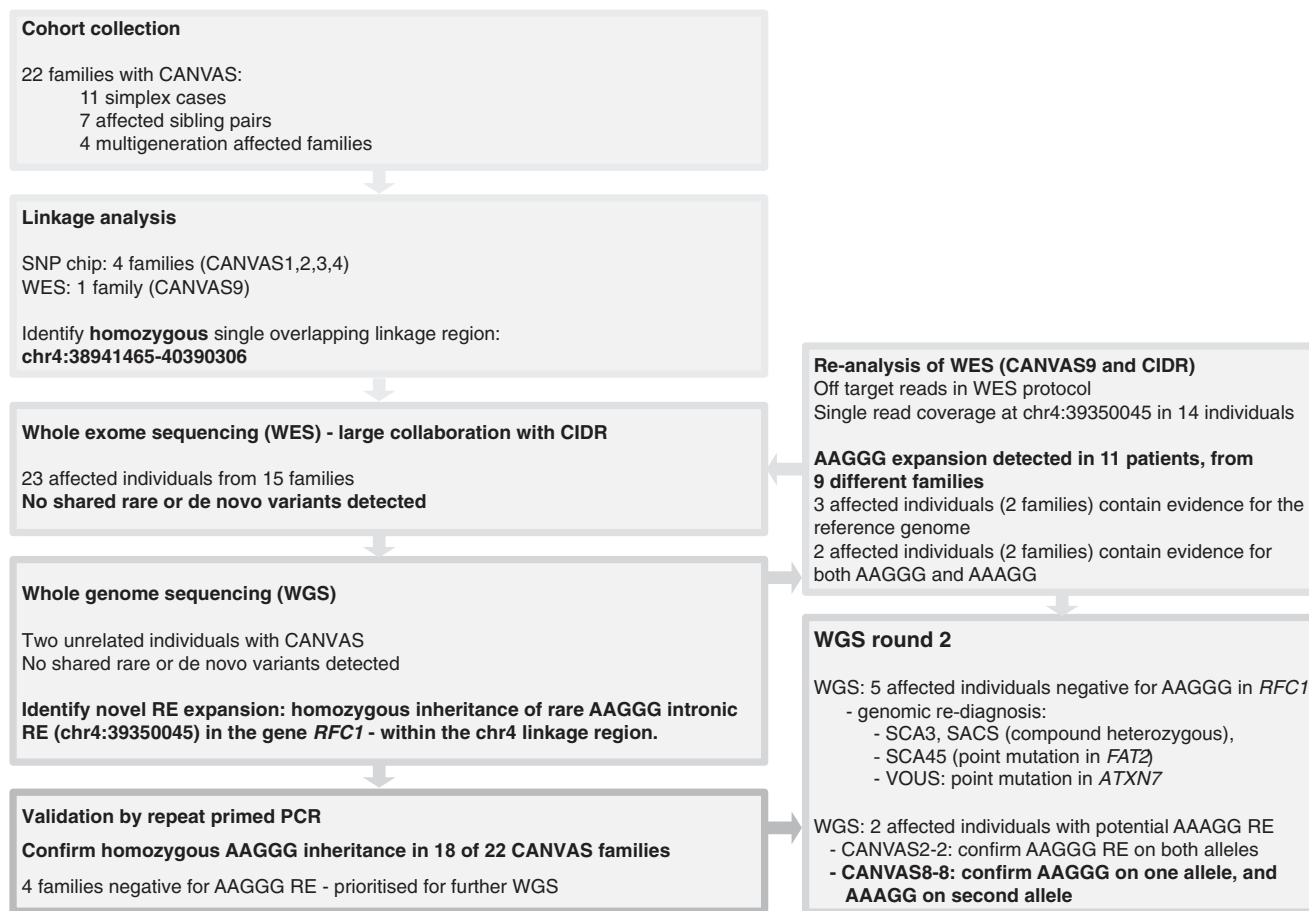 Cohort collection
22 families with CANVAS:
11 simplex cases
7 affected sibling pairs
4 multigeneration affected families
Linkage analysis
SNP chip: 4 families (CANVAS1,2,3,4)
WES: 1 family (CANVAS9)
Identify homozygous single overlapping linkage region:
chr4:38941465-40390306
Whole exome sequencing (WES) - large collaboration with CIDR
23 affected individuals from 15 families
No shared rare or de novo variants detected
Whole genome sequencing (WGS)
Two unrelated individuals with CANVAS
No shared rare or de novo variants detected
Identify novel RE expansion: homozygous inheritance of rare AAGGG intronic
RE (chr4:39350045) in the gene RFC1 - within the chr4 linkage region.
Validation by repeat primed PCR
Confirm homozygous AAGGG inheritance in 18 of 22 CANVAS families
4 families negative for AAGGG RE - prioritised for further WGS
Re-analysis of WES (CANVAS9 and CIDR)
Off target reads in WES protocol
Single read coverage at chr4:39350045 in 14 individuals
AAGGG expansion detected in 11 patients, from
9 different families
3 affected individuals (2 families) contain evidence for the
reference genome
2 affected individuals (2 families) contain evidence for
both AAGGG and AAAGG
WGS round 2
WGS: 5 affected individuals negative for AAGGG in RFC1
- genomic re-diagnosis:
- SCA3, SACS (compound heterozygous),
- SCA45 (point mutation in FAT2)
- VOUS: point mutation in ATXN7
WGS: 2 affected individuals with potential AAAGG RE
- CANVAS2-2: confirm AAGGG RE on both alleles
- CANVAS8-8: confirm AAGGG on one allele, and
AAAGG on second allele